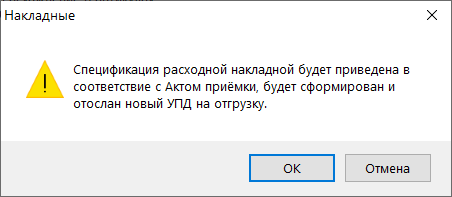 Накладные
Спецификация расходной накладной будет приведена в
соответствие с Актом приёмки, будет сформирован и
отослан новый УПД на отгрузку.
OK
Отмена